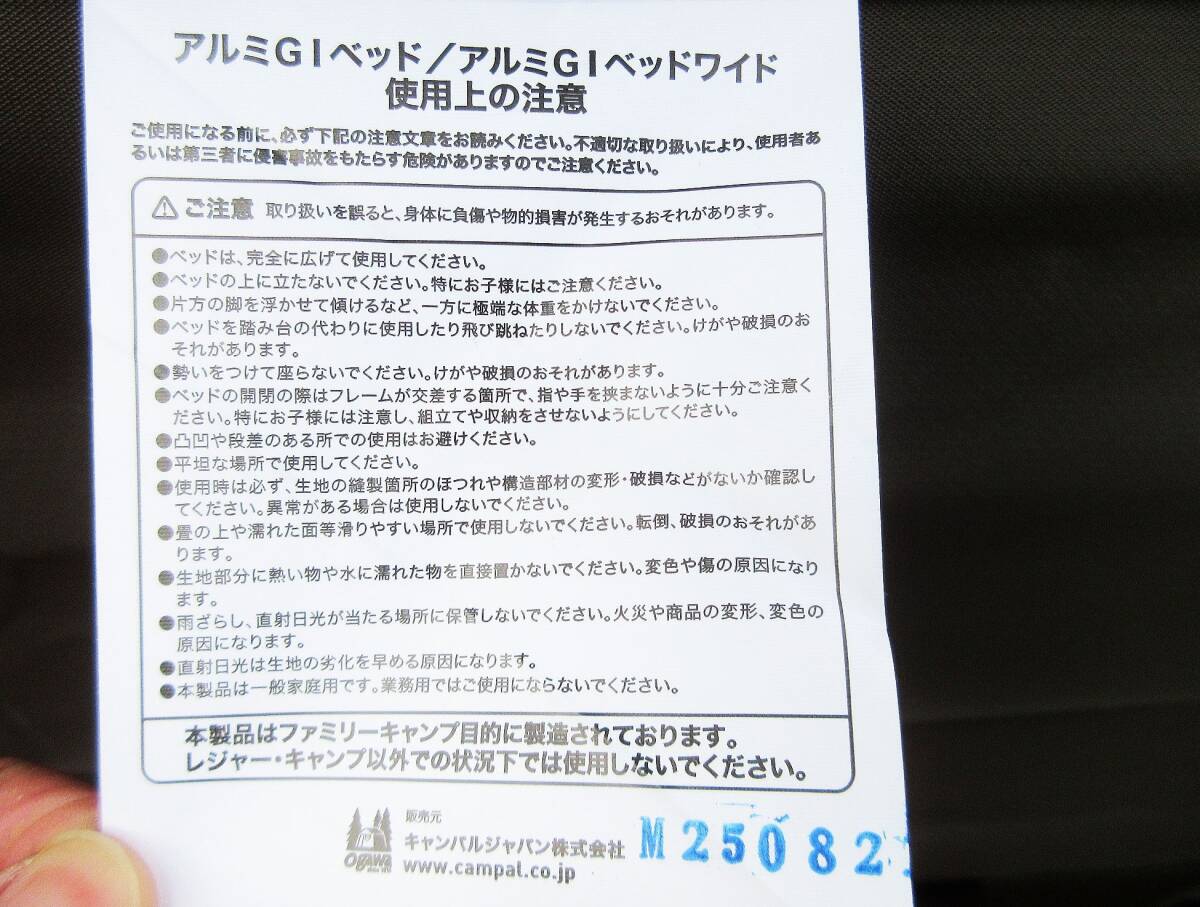 アルミGIベッド／アルミGIベッドワイド
使用上の注意
ご使用になる前に、必ず下記の注意文章をお読みください。不適切な取り扱いにより、使用者あ
るいは第三者に侵害事故をもたらす危険がありますのでご注意ください。
⚠ご注意 取り扱いを誤ると、身体に負傷や物的損害が発生するおそれがあります。
●ベッドは、完全に広げて使用してください。
●ベッドの上に立たないでください。特にお子様にはご注意ください。
●片方の脚を浮かせて傾けるなど、一方に極端な体重をかけないでください。
●ベッドを踏み台の代わりに使用したり飛び跳ねたりしないでください。けがや破損のお
それがあります。
●勢いをつけて座らないでください。けがや破損のおそれがあります。
●ベッドの開閉の際はフレームが交差する箇所で、指や手を挟まないように十分ご注意く
ださい。特にお子様には注意し、組立てや収納をさせないようにしてください。
●凸凹や段差のある所での使用はお避けください。
●平坦な場所で使用してください。
●使用時は必ず、生地の縫製箇所のほつれや構造部材の変形・破損などがないか確認し
てください。異常がある場合は使用しないでください。
●畳の上や濡れた面等滑りやすい場所で使用しないでください。転倒、破損のおそれがあ
ります。
●生地部分に熱い物や水に濡れた物を直接置かないでください。変色や傷の原因になり
ます。
●雨ざらし、直射日光が当たる場所に保管しないでください。火災や商品の変形、変色の
原因になります。
●直射日光は生地の劣化を早める原因になります。
●本製品は一般家庭用です。業務用ではご使用にならないでください。
本製品はファミリーキャンプ目的に製造されております。
レジャー・キャンプ以外での状況下では使用しないでください。
販売元
キャンパルジャパン株式会社
www.campal.co.jp
ogawa
M25082